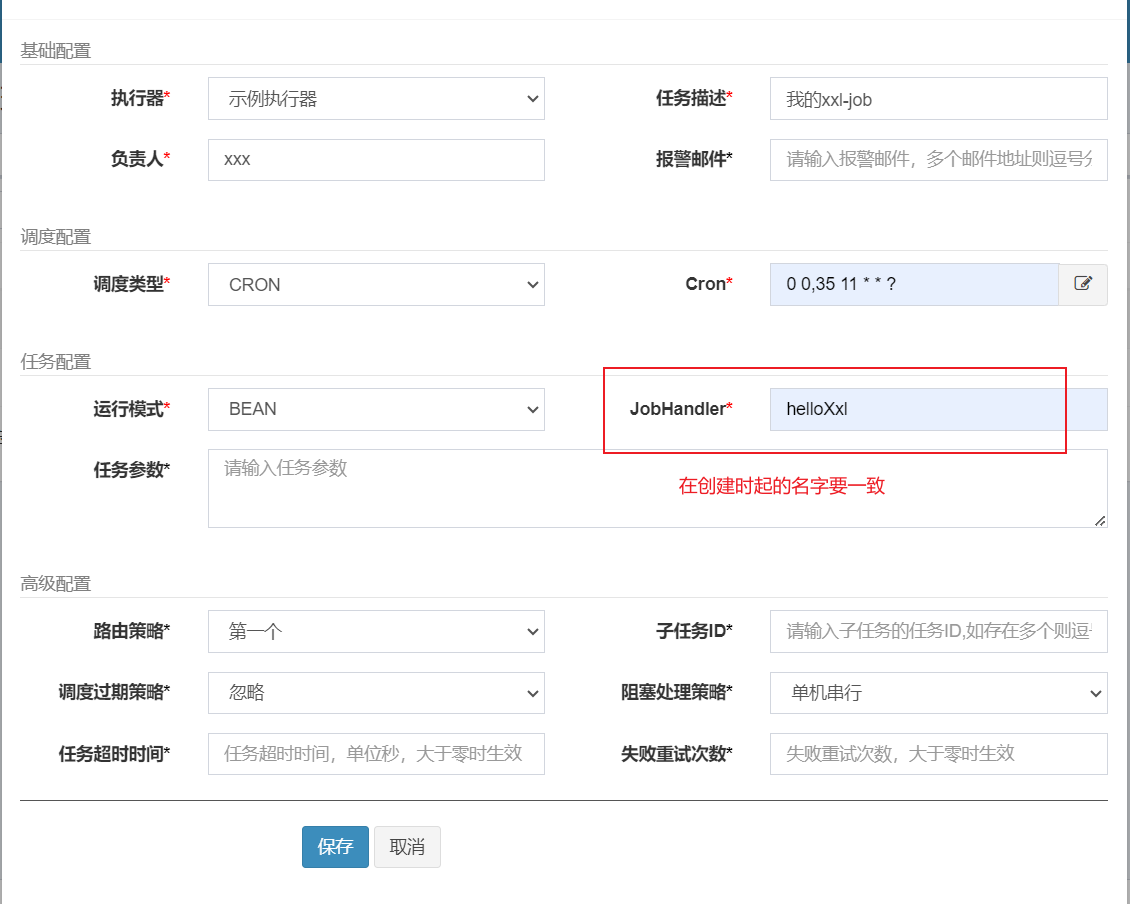 基础配置
执行器* 示例执行器 任务描述* 我的xxl-job
负责人* xxx 报警邮件* 请输入报警邮件，多个邮件地址则逗号分
调度配置
调度类型* CRON Cron* 0 0,35 11 * * ?
任务配置
运行模式* BEAN JobHandler* helloXxl
任务参数* 请输入任务参数
在创建时起的名字要一致
高级配置
路由策略* 第一个 子任务ID* 请输入子任务的任务ID,如存在多个则逗
调度过期策略* 忽略 阻塞处理策略* 单机串行
任务超时时间* 任务超时时间，单位秒，大于零时生效 失败重试次数* 失败重试次数，大于零时生效
保存 取消